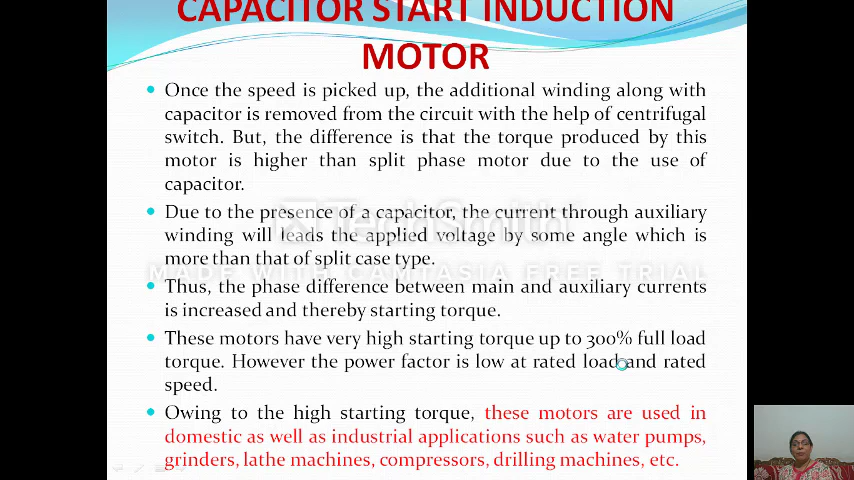 CAPACITOR START INDUCTION
MOTOR
Once the speed is picked up, the additional winding along with
capacitor is removed from the circuit with the help of centrifugal
switch. But, the difference is that the torque produced by this
motor is higher than split phase motor due to the use of
capacitor.
Due to the presence of a capacitor, the current through auxiliary
winding will leads the applied voltage by some angle which is
more than that of split case type.
Thus, the phase difference between main and auxiliary currents
is increased and thereby starting torque.
These motors have very high starting torque up to 300% full load
torque. However the power factor is low at rated load and rated
speed.
Owing to the high starting torque, these motors are used in
domestic as well as industrial applications such as water pumps,
grinders, lathe machines, compressors, drilling machines, etc.
TechSmith
MADE WITH CAMTASIA FREE TRIAL